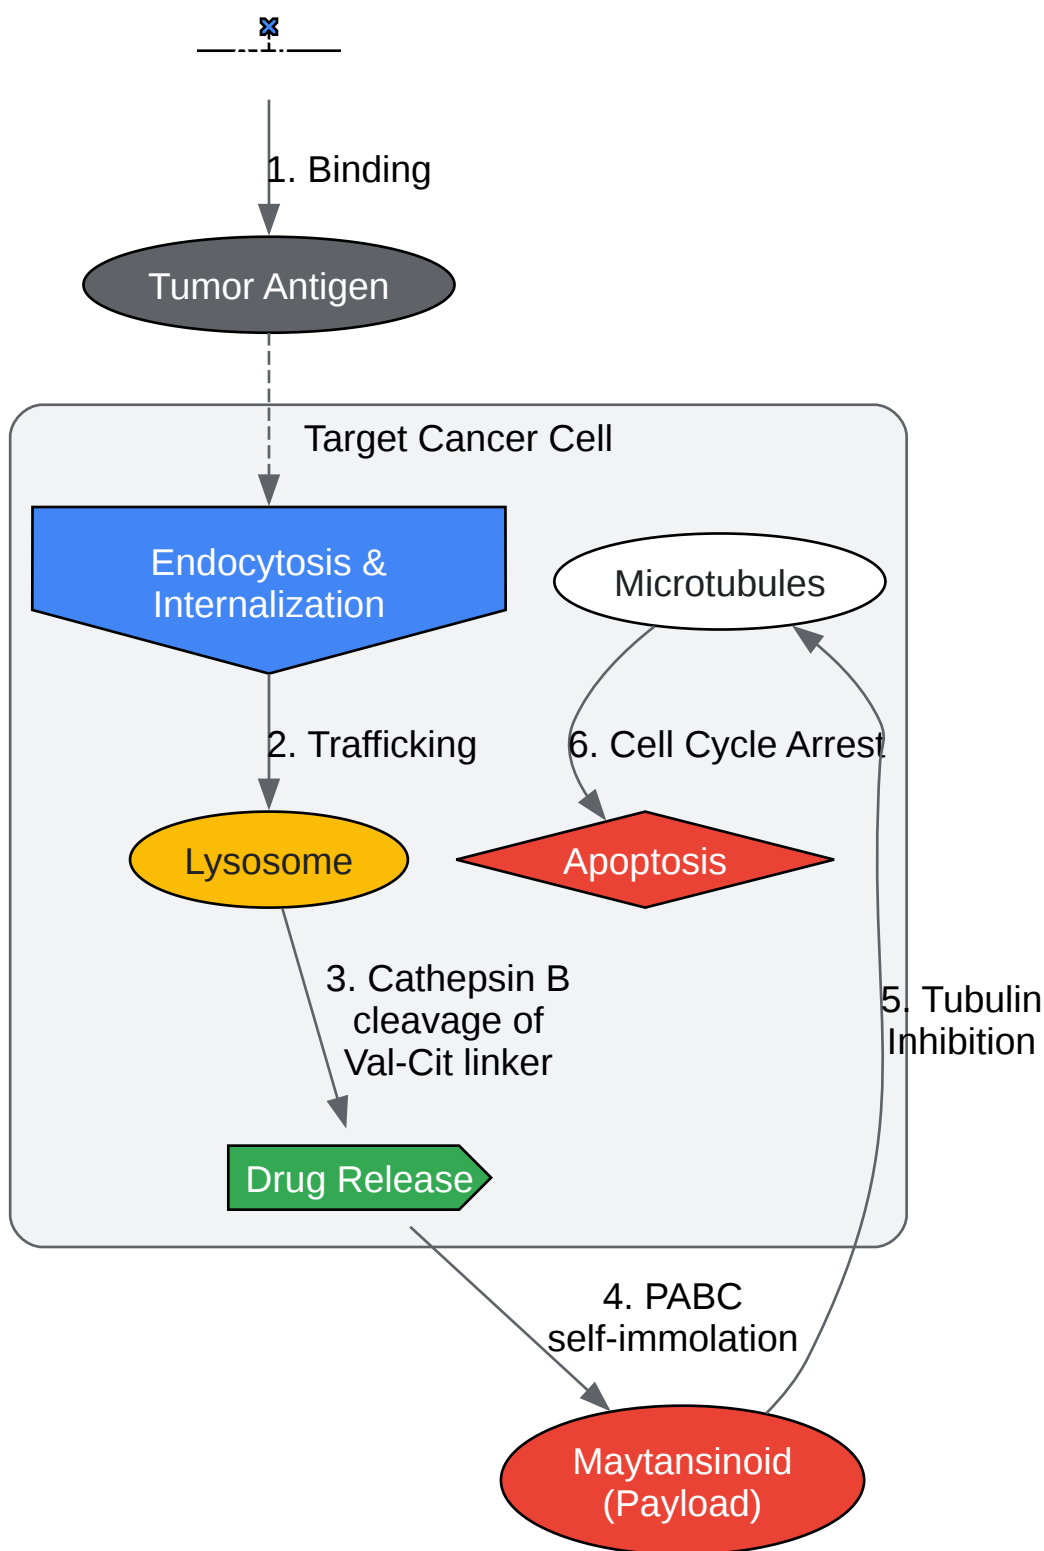 1. Binding
Tumor Antigen
Target Cancer Cell
Endocytosis &
Internalization
Microtubules
2. Trafficking
6. Cell Cycle Arrest
Lysosome
Apoptosis
3. Cathepsin B
cleavage of
Val-Cit linker
5. Tubulin
Inhibition
Drug Release
4. PABC
self-immolation
Maytansinoid
(Payload)